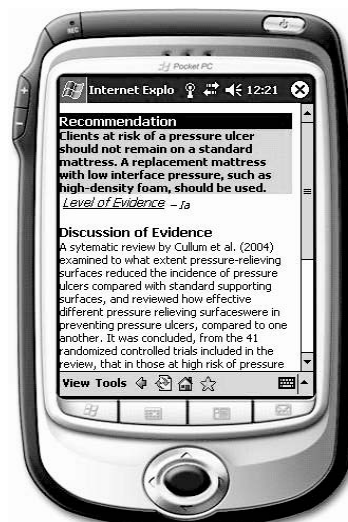 REC
Pocket PC
Internet Explo 12:21
Recommendation
Clients at risk of a pressure ulcer
should not remain on a standard
mattress. A replacement mattress
with low interface pressure, such as
high-density foam, should be used.
Level of Evidence – Ia
Discussion of Evidence
A sytematic review by Cullum et al. (2004)
examined to what extent pressure-relieving
surfaces reduced the incidence of pressure
ulcers compared with standard supporting
surfaces, and reviewed how effective
different pressure relieving surfaceswere in
preventing pressure ulcers, compared to one
another. It was concluded, from the 41
randomized controlled trials included in the
review, that in those at high risk of pressure
View Tools